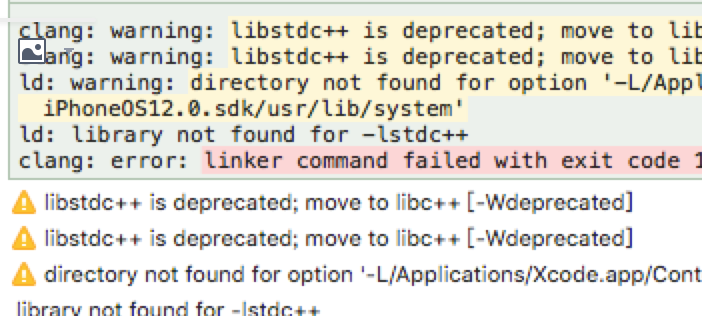 clang: warning: libstdc++ is deprecated; move to lib
ang: warning: libstdc++ is deprecated; move to lib
ld: warning: directory not found for option '-L/Appl
iPhoneOS12.0.sdk/usr/lib/system'
ld: library not found for -lstdc++
clang: error: linker command failed with exit code 1
libstdc++ is deprecated; move to libc++ [-Wdeprecated]
libstdc++ is deprecated; move to libc++ [-Wdeprecated]
directory not found for option '-L/Applications/Xcode.app/Cont
library not found for -lstdc++